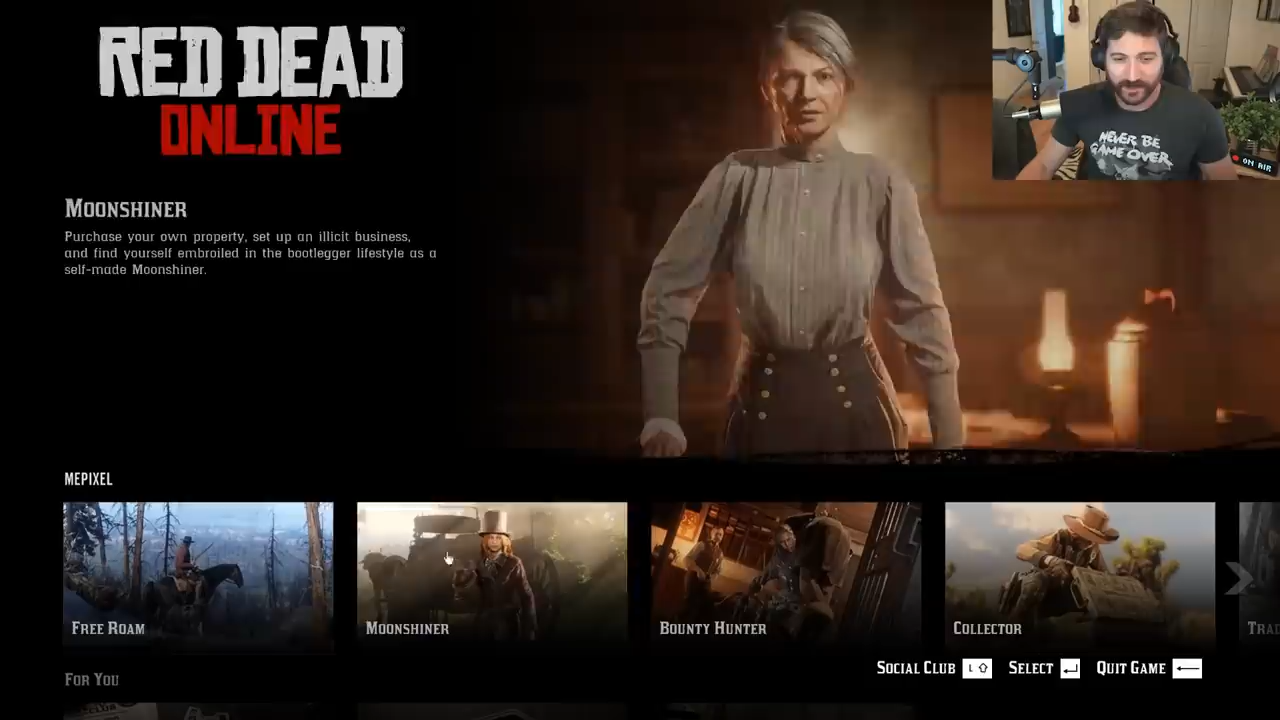 RED DEAD
ONLINE
MOONSHINER
Purchase your own property, set up an illicit business,
and find yourself embroiled in the bootlegger lifestyle as a
self-made Moonshiner.
NEVER BE
GAME OVER
ON AIR
MEPIXEL
FREE ROAM
MOONSHINER
BOUNTY HUNTER
COLLECTOR
TRA
SOCIAL CLUB L
SELECT
QUIT GAME
FOR YOU